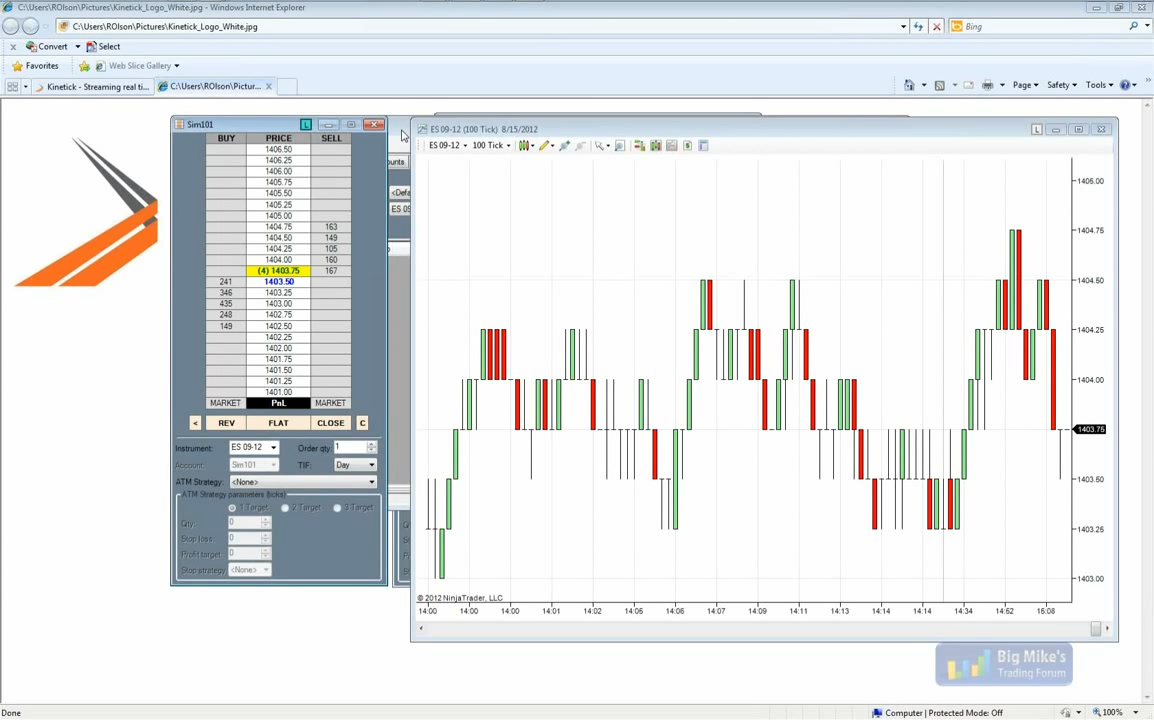 C:\Users\ROlson\Pictures\Kinetick_Logo_White.jpg - Windows Internet Explorer
C:\Users\ROlson\Pictures\Kinetick_Logo_White.jpg
Bing
Convert
Select
Favorites
Web Slice Gallery
Kinetick - Streaming real ti...
C:\Users\ROlson\Pictur...
Page
Safety
Tools
Sim101
BUY PRICE SELL
1406.50
1406.25
1406.00
1405.75
1405.50
1405.25
1405.00
1404.75 163
1404.50 149
1404.25 105
1404.00 160
(4) 1403.75 167
241 1403.50
346 1403.25
435 1403.00
248 1402.75
149 1402.50
1402.25
1402.00
1401.75
1401.50
1401.25
1401.00
MARKET PnL MARKET
< REV FLAT CLOSE C
Instrument: ES 09-12 Order qty: 1
Account: Sim101 TIF: Day
ATM Strategy: <None>
ATM Strategy parameters (ticks)
1 Target 2 Target 3 Target
Qty: 0
Stop loss: 0
Profit target: 0
Stop strategy: <None>
ounts
<Defa
ES 09
ES 09-12 (100 Tick) 8/15/2012
L
ES 09-12 100 Tick
1406.00
1404.75
1404.50
1404.25
1404.00
1403.75
1403.50
1403.25
1403.00
© 2012 NinjaTrader, LLC
14:00 14:00 14:00 14:02 14:05 14:06 14:07 14:09 14:11 14:13 14:14 14:14 14:34 14:52 15:08
Big Mike's
Trading Forum
Done
Computer | Protected Mode: Off
100%